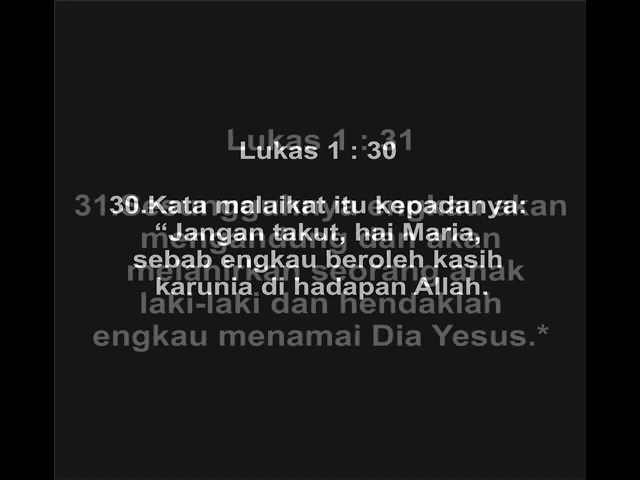 Lukas 1 : 30
30.Kata malaikat itu kepadanya:
“Jangan takut, hai Maria,
sebab engkau beroleh kasih
karunia di hadapan Allah.
Lukas 1 : 31
31.Sesungguhnya engkau akan
mengandung dan akan
melahirkan seorang anak
laki-laki dan hendaklah
engkau menamai Dia Yesus.*